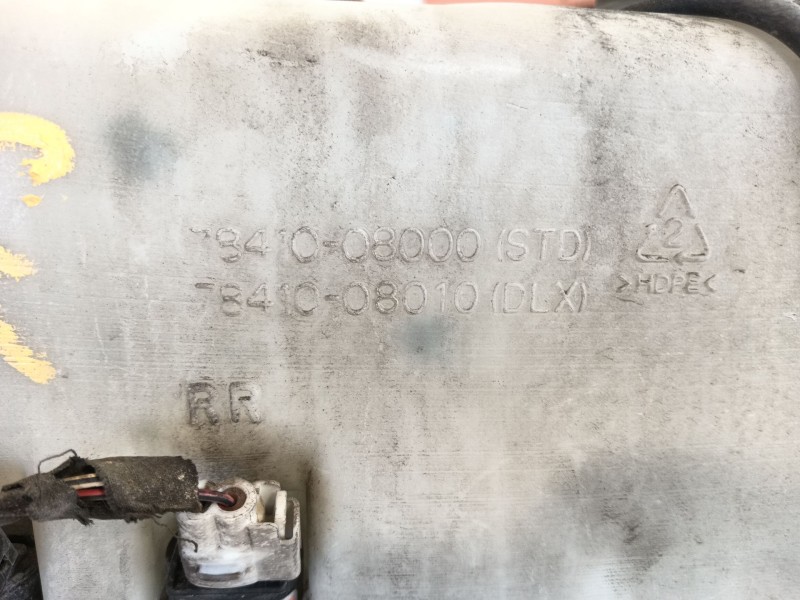 78410-08000 (STD)
78410-08010 (DLX)
2
>HDPE<
RR